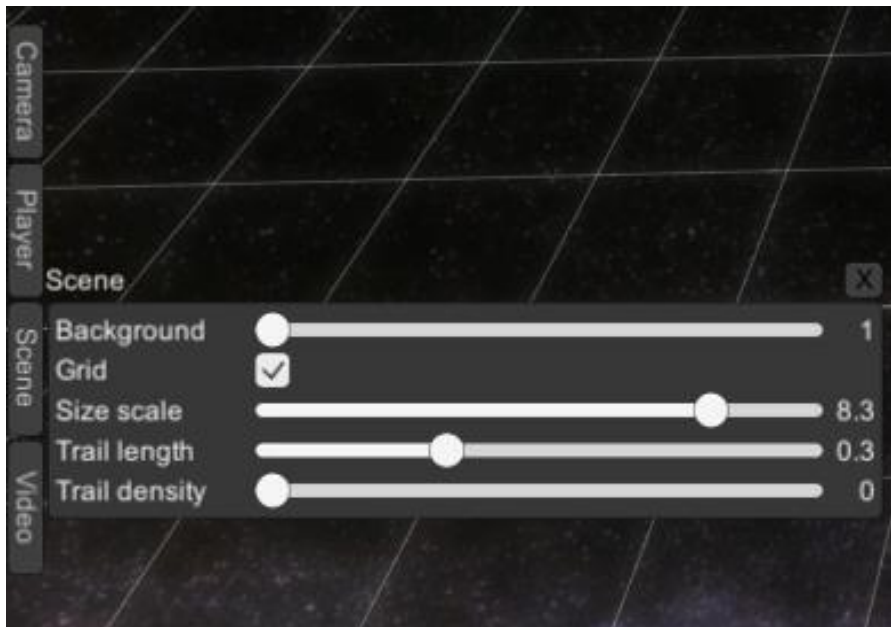 Camera
Player
Scene
Video
Scene X
Background 1
Grid
Size scale 8.3
Trail length 0.3
Trail density 0